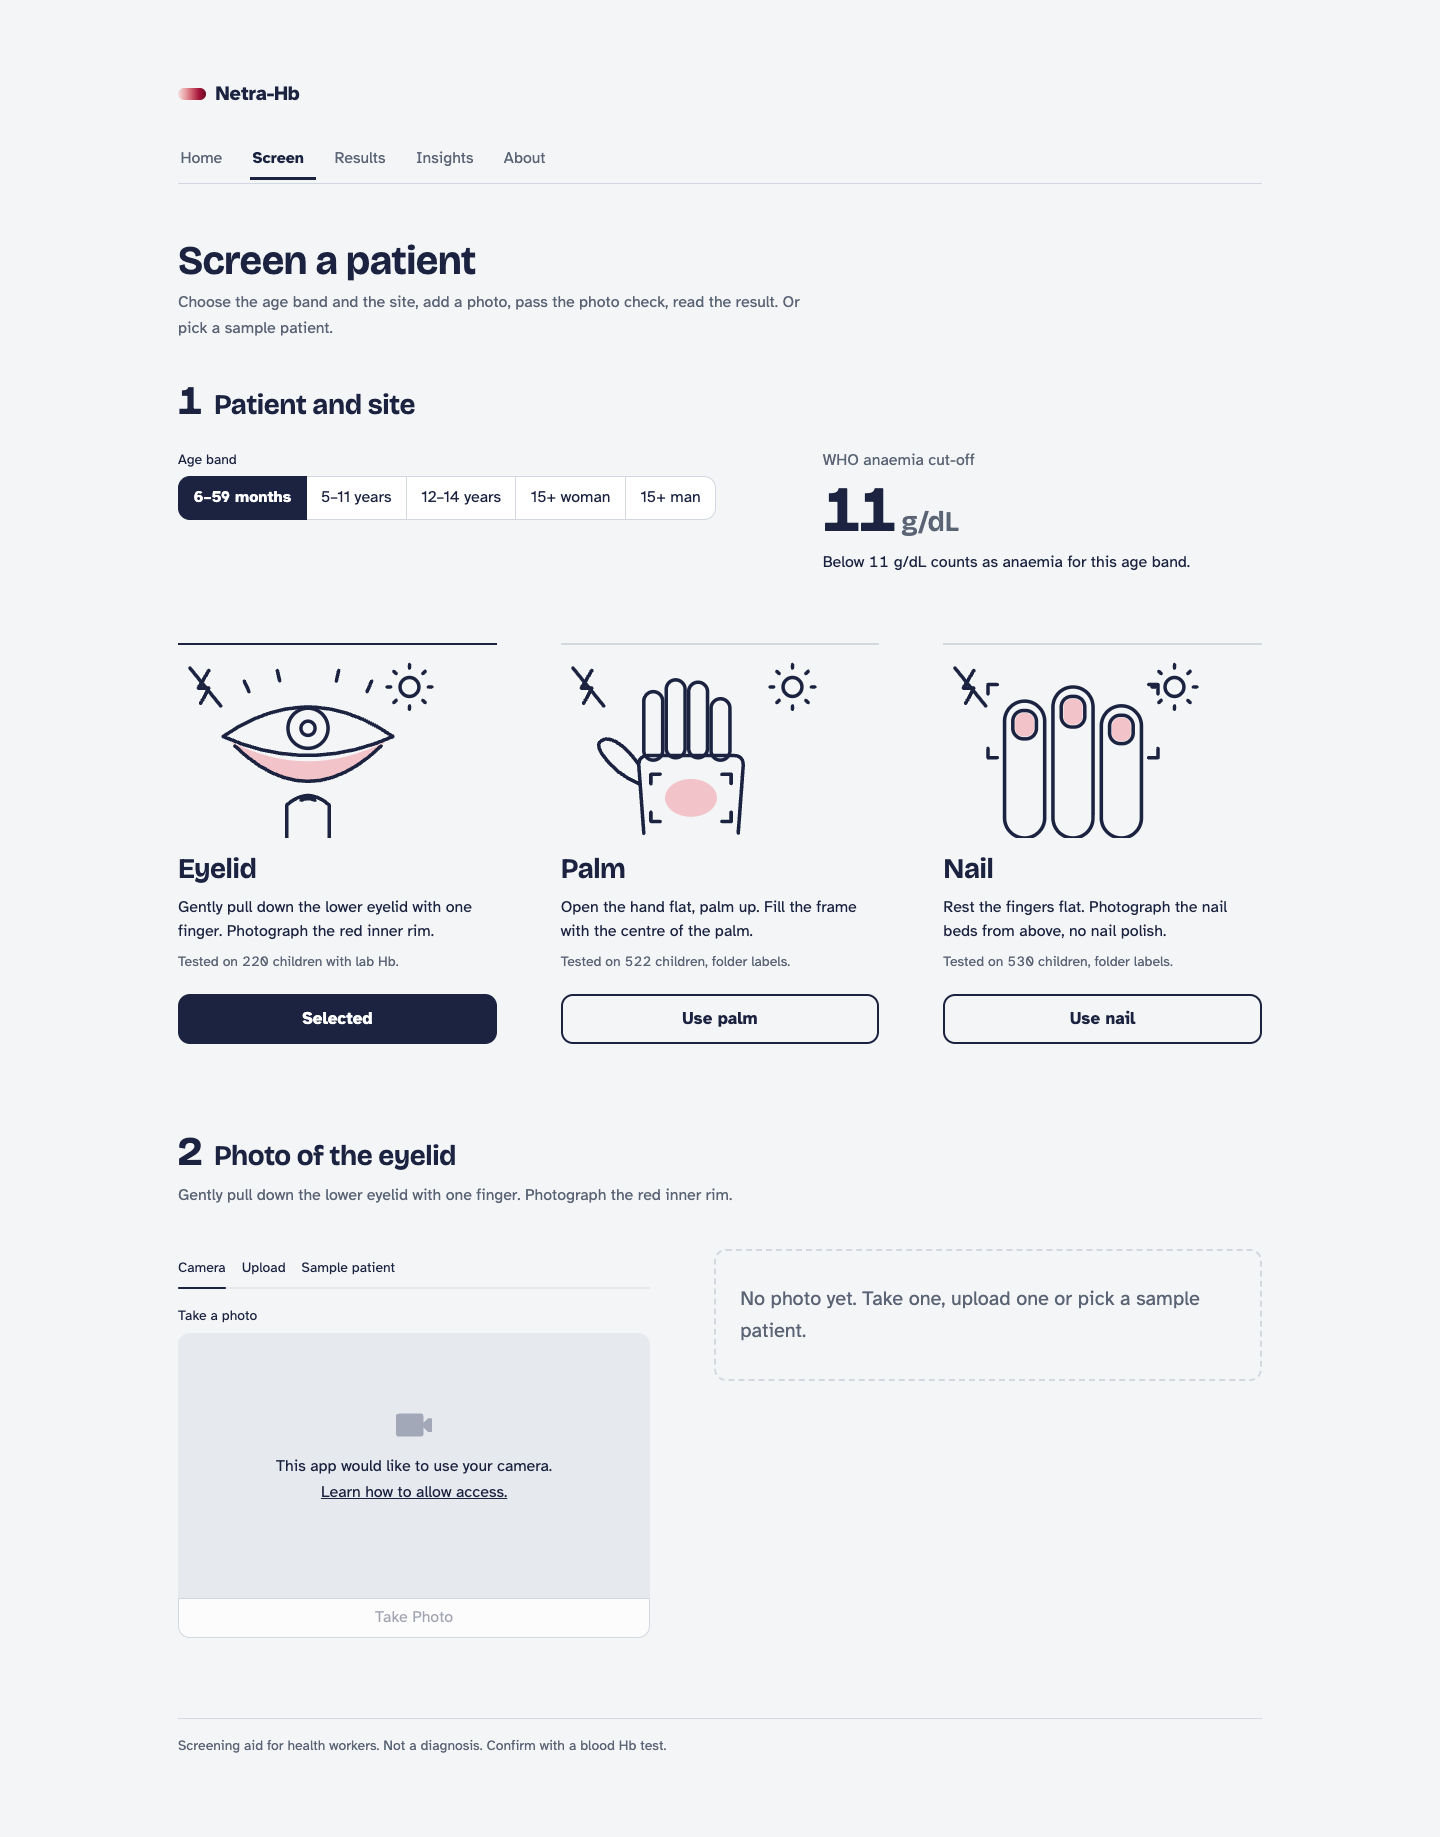 Netra-Hb
Home Screen Results Insights About
Screen a patient
Choose the age band and the site, add a photo, pass the photo check, read the result. Or
pick a sample patient.
1 Patient and site
Age band
6–59 months 5–11 years 12–14 years 15+ woman 15+ man
WHO anaemia cut-off
11 g/dL
Below 11 g/dL counts as anaemia for this age band.
Eyelid
Gently pull down the lower eyelid with one
finger. Photograph the red inner rim.
Tested on 220 children with lab Hb.
Selected
Palm
Open the hand flat, palm up. Fill the frame
with the centre of the palm.
Tested on 522 children, folder labels.
Use palm
Nail
Rest the fingers flat. Photograph the nail
beds from above, no nail polish.
Tested on 530 children, folder labels.
Use nail
2 Photo of the eyelid
Gently pull down the lower eyelid with one finger. Photograph the red inner rim.
Camera Upload Sample patient
Take a photo
This app would like to use your camera.
Learn how to allow access.
Take Photo
No photo yet. Take one, upload one or pick a sample
patient.
Screening aid for health workers. Not a diagnosis. Confirm with a blood Hb test.